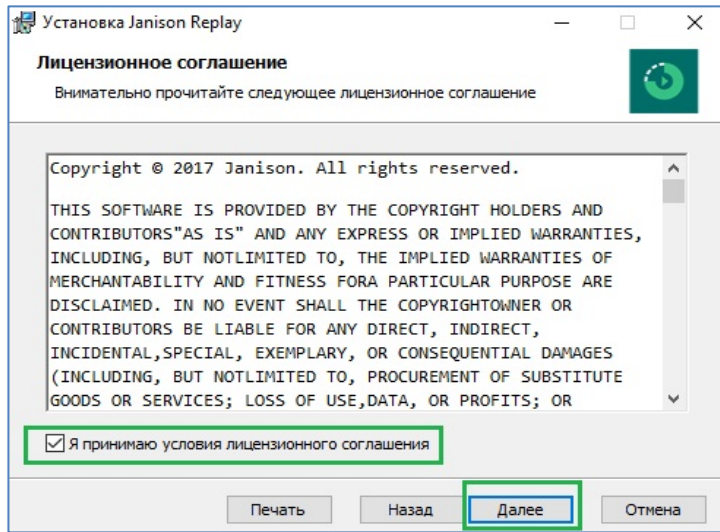 Установка Janison Replay
Лицензионное соглашение
Внимательно прочитайте следующее лицензионное соглашение
Copyright © 2017 Janison. All rights reserved.
THIS SOFTWARE IS PROVIDED BY THE COPYRIGHT HOLDERS AND
CONTRIBUTORS"AS IS" AND ANY EXPRESS OR IMPLIED WARRANTIES,
INCLUDING, BUT NOTLIMITED TO, THE IMPLIED WARRANTIES OF
MERCHANTABILITY AND FITNESS FORA PARTICULAR PURPOSE ARE
DISCLAIMED. IN NO EVENT SHALL THE COPYRIGHTOWNER OR
CONTRIBUTORS BE LIABLE FOR ANY DIRECT, INDIRECT,
INCIDENTAL,SPECIAL, EXEMPLARY, OR CONSEQUENTIAL DAMAGES
(INCLUDING, BUT NOTLIMITED TO, PROCUREMENT OF SUBSTITUTE
GOODS OR SERVICES; LOSS OF USE,DATA, OR PROFITS; OR
Я принимаю условия лицензионного соглашения
Печать Назад Далее Отмена